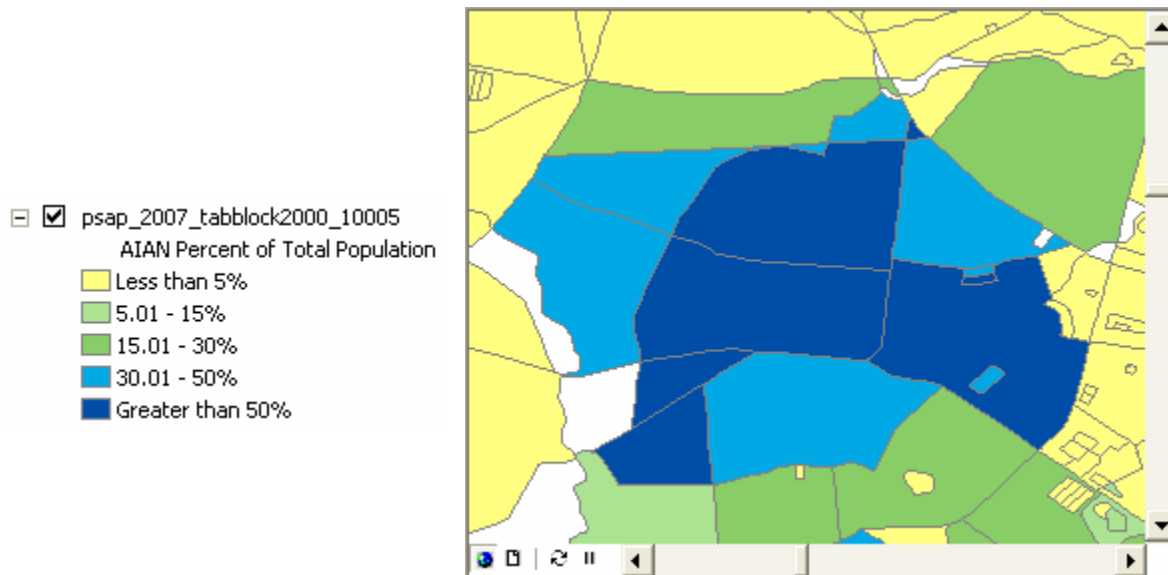 psap_2007_tabblock2000_10005
AIAN Percent of Total Population
Less than 5%
5.01 - 15%
15.01 - 30%
30.01 - 50%
Greater than 50%